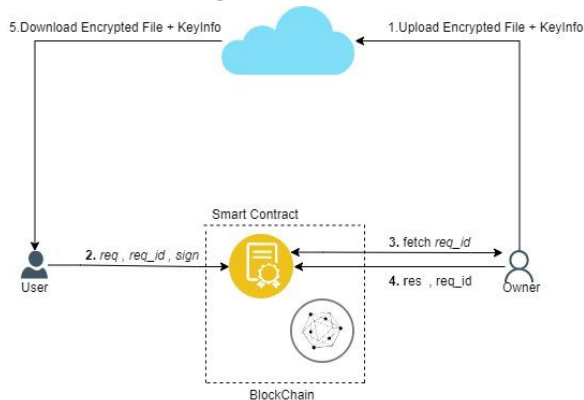 5.Download Encrypted File + KeyInfo
1.Upload Encrypted File + KeyInfo
Smart Contract
2. req , req_id , sign
3. fetch req_id
4. res , req_id
User
Owner
BlockChain